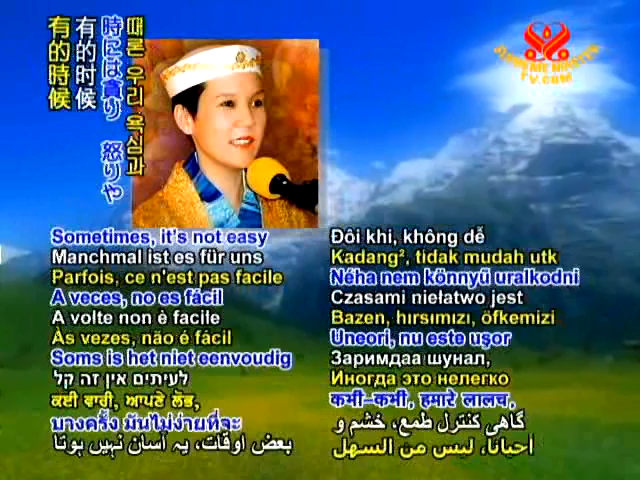 有的時候
有的时候
時には貪り 怒りや
때론 우리 욕심과
SUPREME MASTER
TV.COM
Sometimes, it's not easy
Manchmal ist es für uns
Parfois, ce n'est pas facile
A veces, no es fácil
A volte non è facile
Às vezes, não é fácil
Soms is het niet eenvoudig
לעיתים אין זה קל
ਕਈ ਵਾਰੀ, ਆਪਣੇ ਲੋਭ,
บางครั้ง มันไม่ง่ายที่จะ
بعض اوقات، یہ آسان نہیں ہوتا
Đôi khi, không dễ
Kadang², tidak mudah utk
Néha nem könnyű uralkodni
Czasami niełatwo jest
Bazen, hırsımızı, öfkemizi
Uneori, nu este uşor
Заримдаа шунал,
Иногда это нелегко
कभी-कभी, हमारे लालच,
گاهی کنترل طمع، خشم و
أحيانا، ليس من السهل